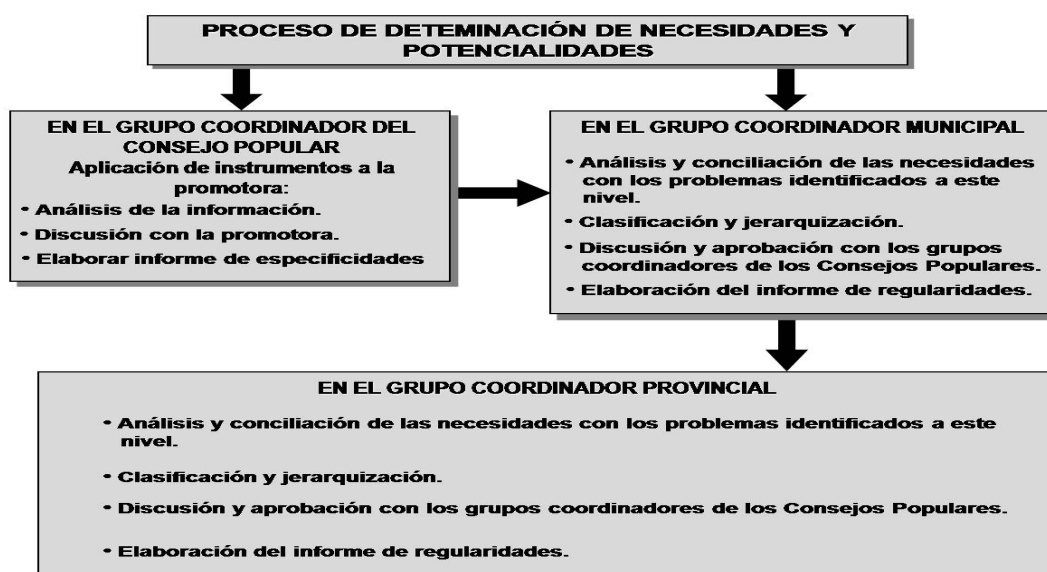 PROCESO DE DETEMINACIÓN DE NECESIDADES Y
POTENCIALIDADES
EN EL GRUPO COORDINADOR DEL
CONSEJO POPULAR
Aplicación de instrumentos a la
promotora:
• Análisis de la información.
• Discusión con la promotora.
• Elaborar informe de especificidades
EN EL GRUPO COORDINADOR MUNICIPAL
• Análisis y conciliación de las necesidades
con los problemas identificados a este
nivel.
• Clasificación y jerarquización.
• Discusión y aprobación con los grupos
coordinadores de los Consejos Populares.
• Elaboración del informe de regularidades.
EN EL GRUPO COORDINADOR PROVINCIAL
• Análisis y conciliación de las necesidades con los problemas identificados a este
nivel.
• Clasificación y jerarquización.
• Discusión y aprobación con los grupos coordinadores de los Consejos Populares.
• Elaboración del informe de regularidades.